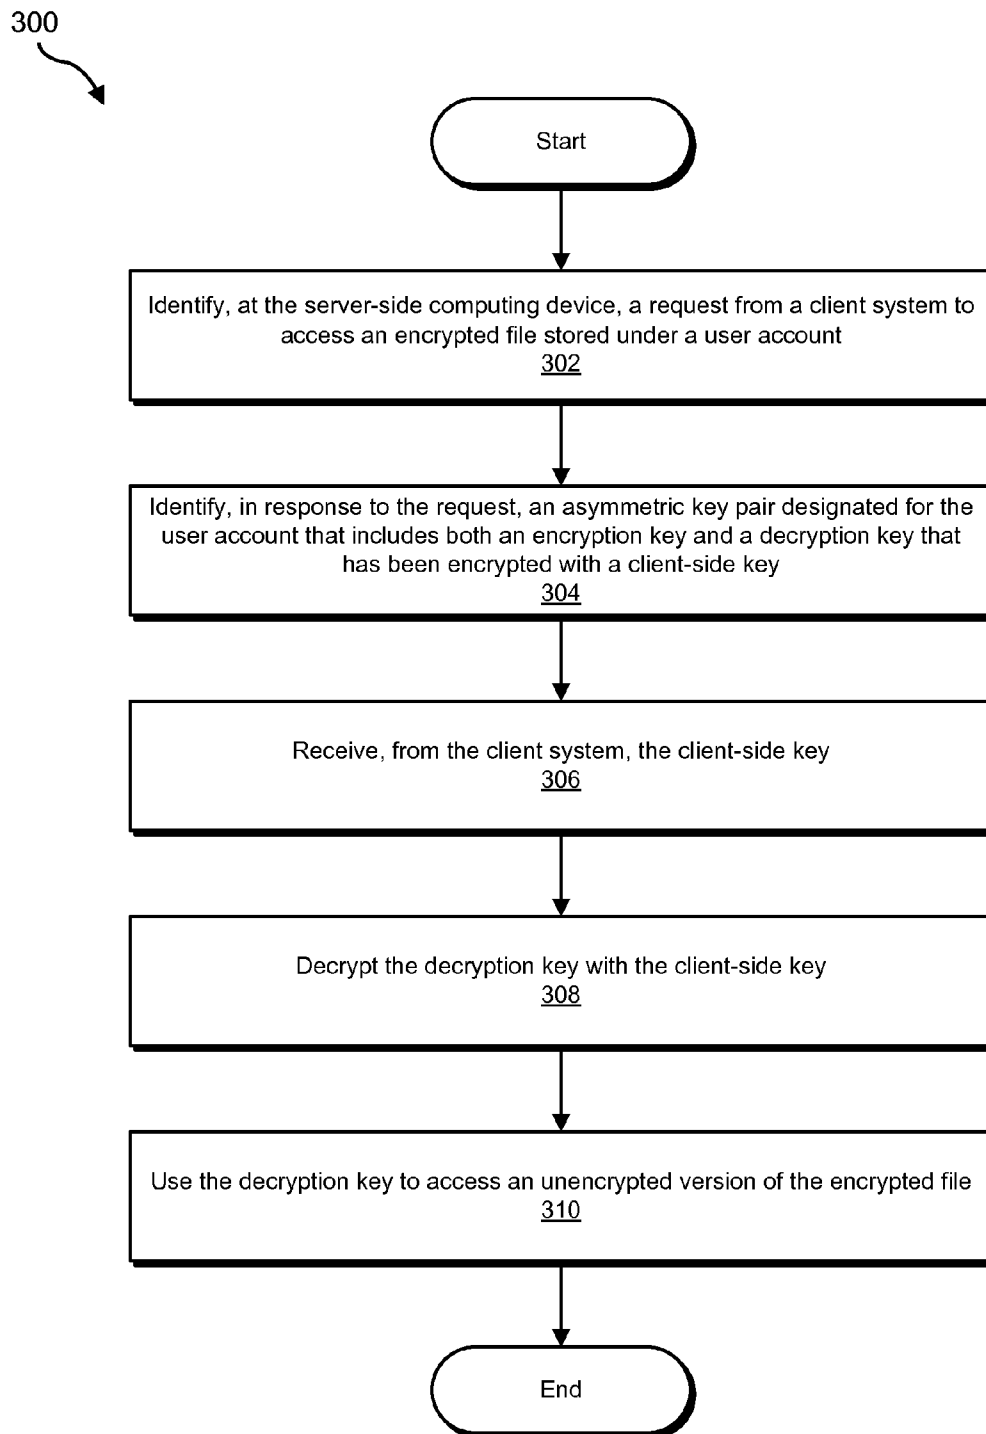 300
Start
Identify, at the server-side computing device, a request from a client system to
access an encrypted file stored under a user account
302
Identify, in response to the request, an asymmetric key pair designated for the
user account that includes both an encryption key and a decryption key that
has been encrypted with a client-side key
304
Receive, from the client system, the client-side key
306
Decrypt the decryption key with the client-side key
308
Use the decryption key to access an unencrypted version of the encrypted file
310
End